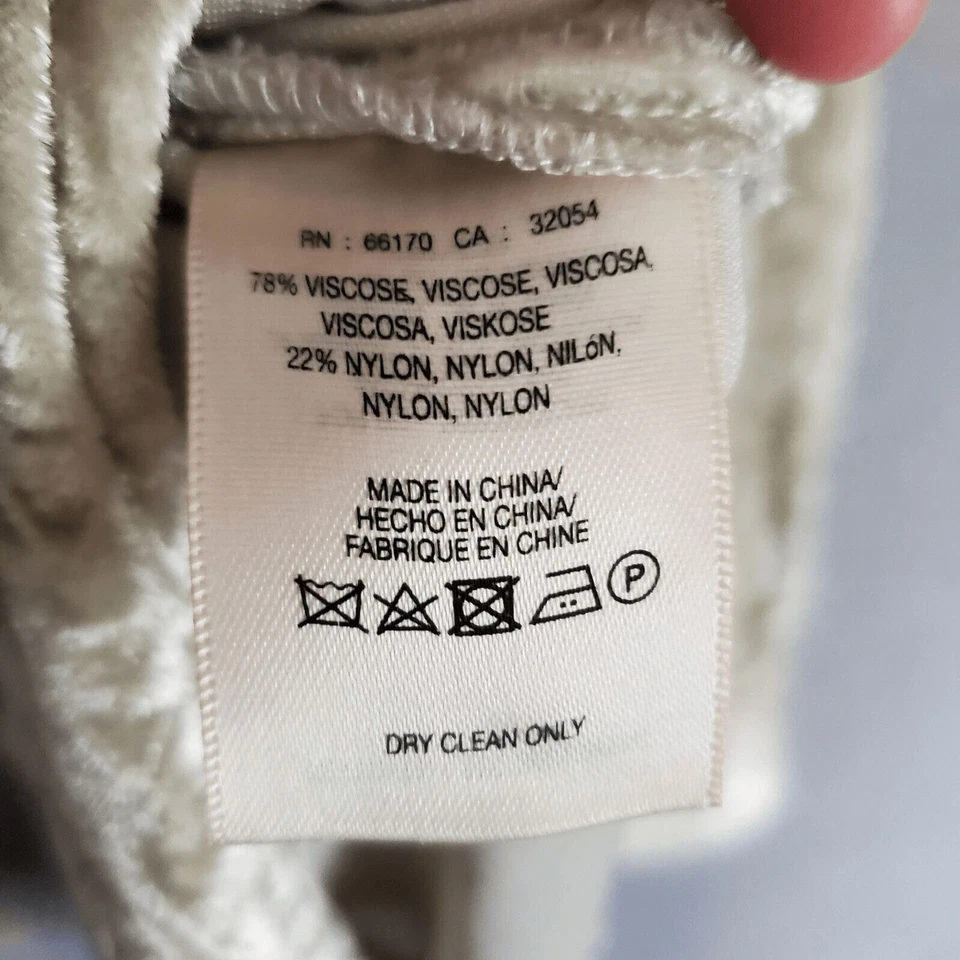 RN : 66170 CA : 32054
78% VISCOSE, VISCOSE, VISCOSA,
VISCOSA, VISKOSE
22% NYLON, NYLON, NILóN,
NYLON, NYLON
MADE IN CHINA/
HECHO EN CHINA/
FABRIQUE EN CHINE
P
DRY CLEAN ONLY